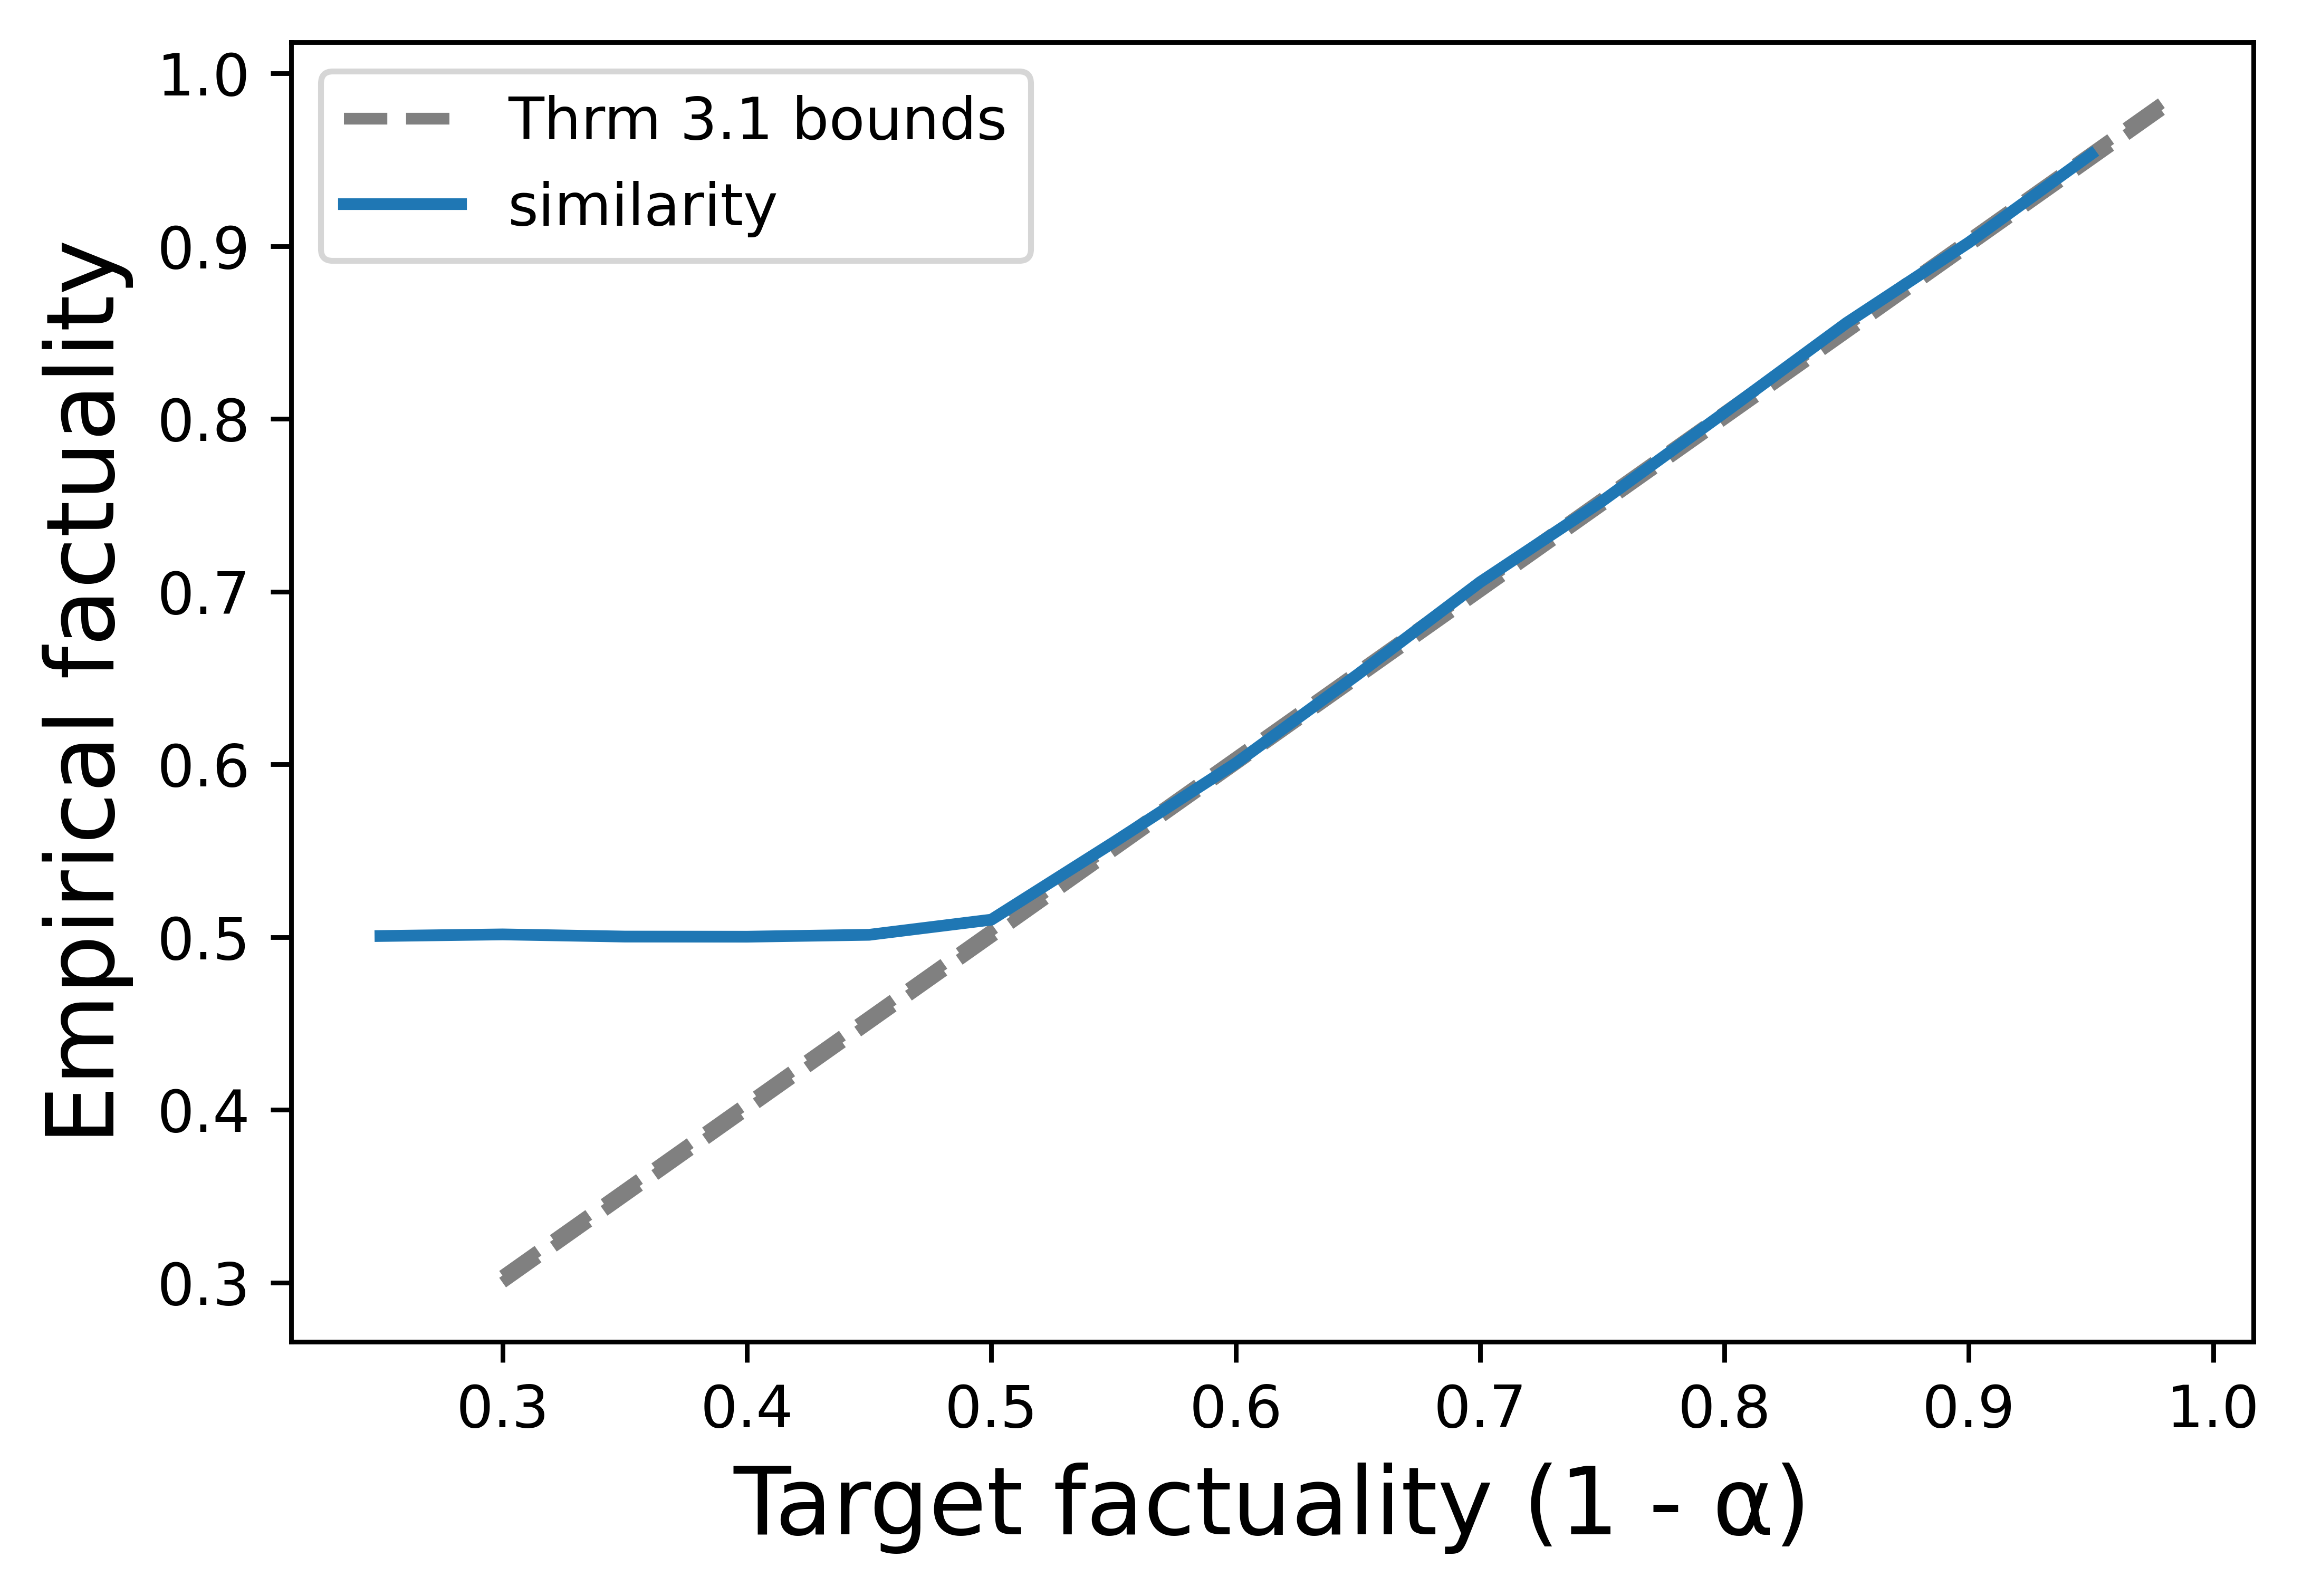 Thrm 3.1 bounds
similarity
Empirical factuality
1.0
0.9
0.8
0.7
0.6
0.5
0.4
0.3
0.3 0.4 0.5 0.6 0.7 0.8 0.9 1.0
Target factuality (1 - α)